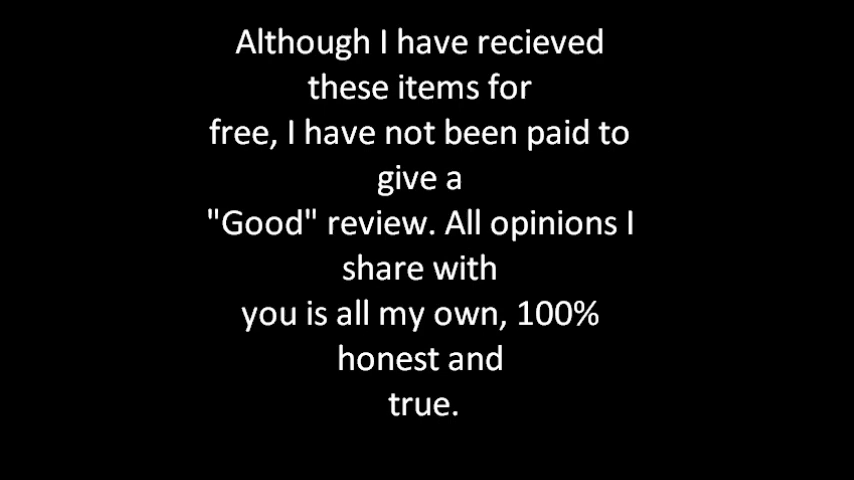 Although I have recieved
these items for
free, I have not been paid to
give a
"Good" review. All opinions I
share with
you is all my own, 100%
honest and
true.